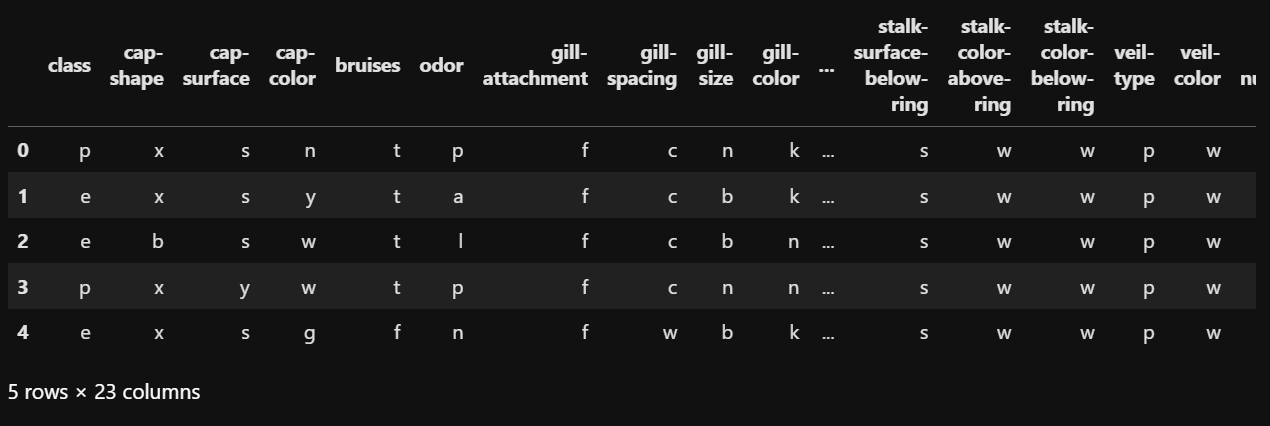 class cap-shape cap-surface cap-color bruises odor gill-attachment gill-spacing gill-size gill-color ... stalk-surface-below-ring stalk-color-above-ring stalk-color-below-ring veil-type veil-color
0 p x s n t p f c n k ... s w w p w
1 e x s y t a f c b k ... s w w p w
2 e b s w t l f c b n ... s w w p w
3 p x y w t p f c n n ... s w w p w
4 e x s g f n f w b k ... s w w p w
5 rows × 23 columns